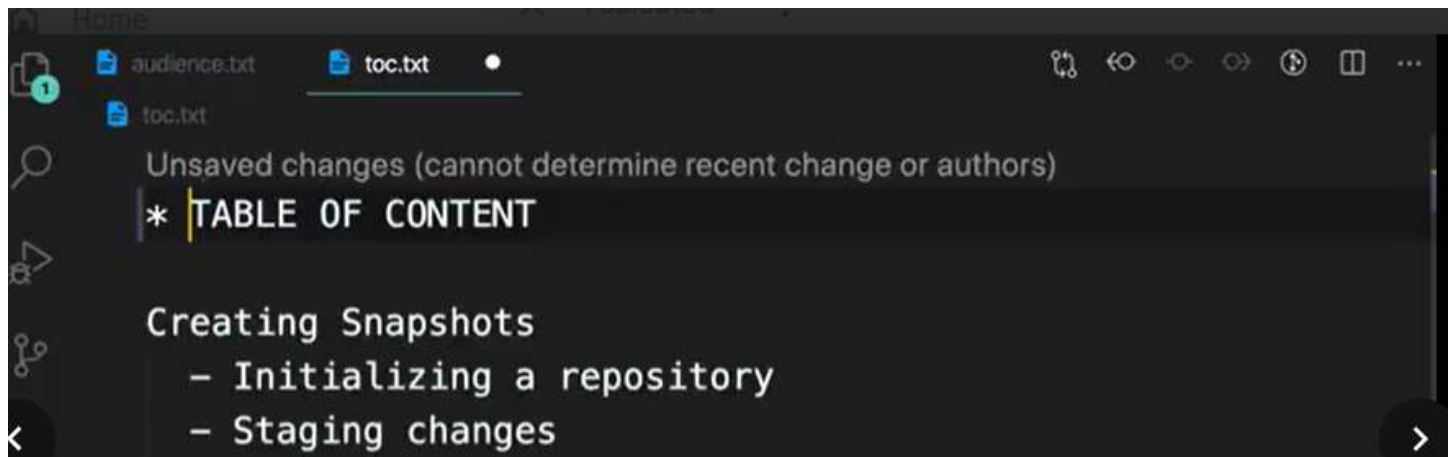 Home
audience.txt toc.txt
1
toc.txt
Unsaved changes (cannot determine recent change or authors)
* TABLE OF CONTENT
Creating Snapshots
– Initializing a repository
– Staging changes